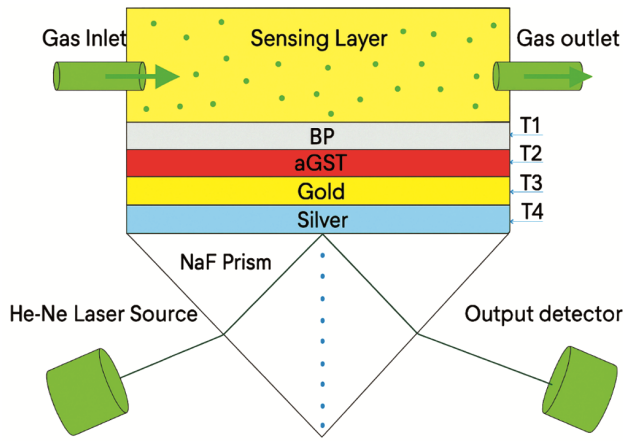 Gas Inlet
Sensing Layer
Gas outlet
BP
T1
aGST
T2
Gold
T3
Silver
T4
NaF Prism
He-Ne Laser Source
Output detector